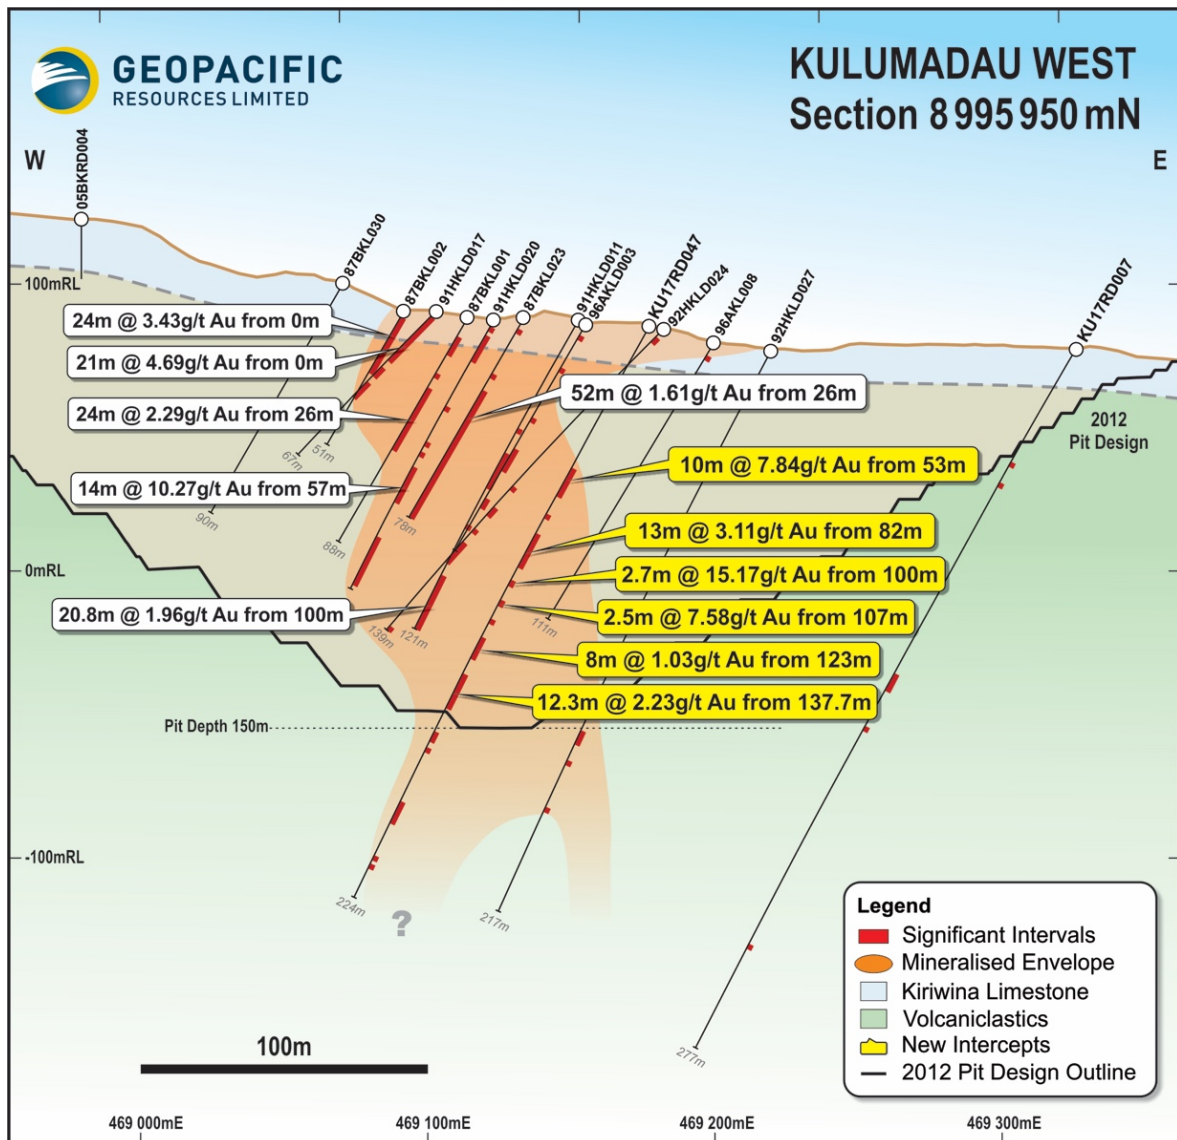 GEOPACIFIC
RESOURCES LIMITED
KULUMADAU WEST
Section 8 995 950 mN
W
E
05BKRD004
87BKL030
87BKL002
91HKLD017
87BKL001
91HKLD020
87BKL023
91HKLD011
96AKLD003
KU17RD047
92HKLD024
96AKL008
92HKLD027
KU17RD007
100mRL
24m @ 3.43g/t Au from 0m
21m @ 4.69g/t Au from 0m
52m @ 1.61g/t Au from 26m
24m @ 2.29g/t Au from 26m
2012
Pit Design
10m @ 7.84g/t Au from 53m
51m
67m
14m @ 10.27g/t Au from 57m
90m
78m
88m
13m @ 3.11g/t Au from 82m
0mRL
2.7m @ 15.17g/t Au from 100m
20.8m @ 1.96g/t Au from 100m
2.5m @ 7.58g/t Au from 107m
139m
121m
111m
8m @ 1.03g/t Au from 123m
12.3m @ 2.23g/t Au from 137.7m
Pit Depth 150m
-100mRL
224m
?
217m
277m
Legend
Significant Intervals
Mineralised Envelope
Kiriwina Limestone
Volcaniclastics
New Intercepts
2012 Pit Design Outline
100m
469 000mE
469 100mE
469 200mE
469 300mE